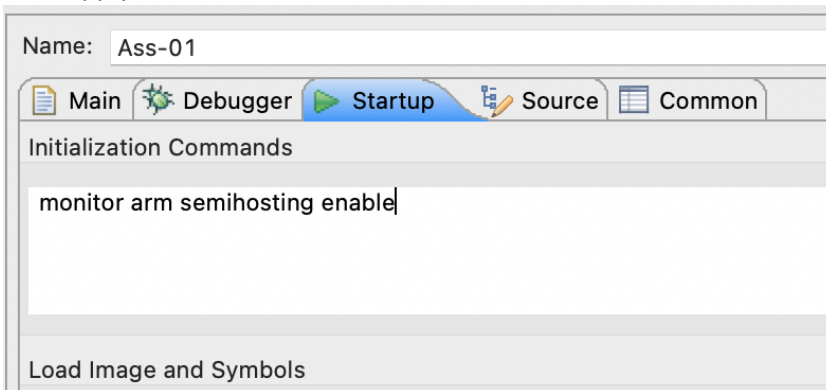 Name: Ass-01
Main Debugger Startup Source Common
Initialization Commands
monitor arm semihosting enable
Load Image and Symbols